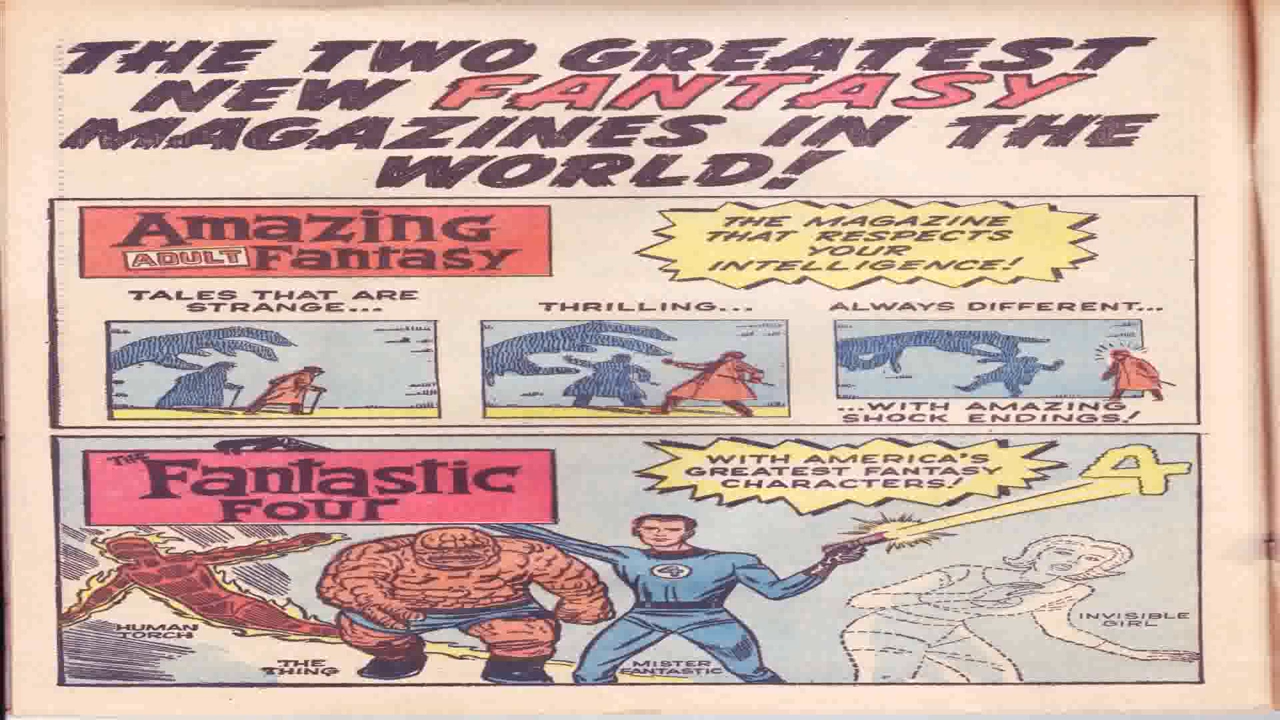 THE TWO GREATEST
NEW FANTASY
MAGAZINES IN THE
WORLD!
Amazing
ADULT Fantasy
THE MAGAZINE
THAT RESPECTS
YOUR
INTELLIGENCE!
TALES THAT ARE
STRANGE...
THRILLING...
ALWAYS DIFFERENT...
...WITH AMAZING
SHOCK ENDINGS!
THE
Fantastic
Four
WITH AMERICA'S
GREATEST FANTASY
CHARACTERS!
4
4
HUMAN
TORCH
THE
THING
MISTER
FANTASTIC
INVISIBLE
GIRL